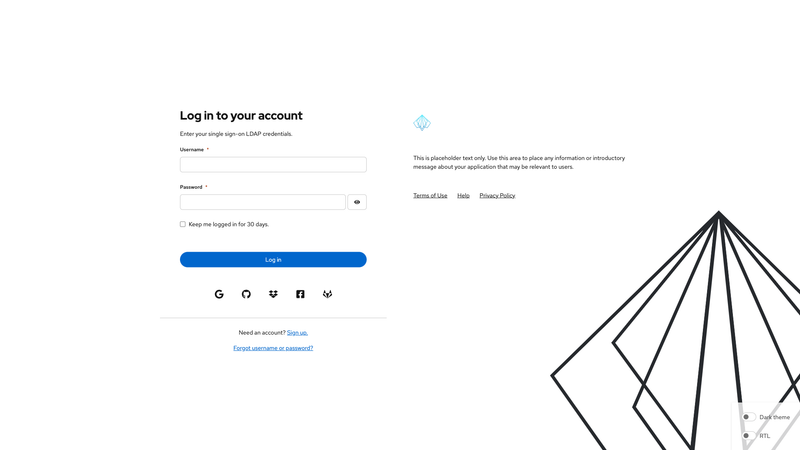 Log in to your account
Enter your single sign-on LDAP credentials.
Username *
Password *
Keep me logged in for 30 days.
Log in
Need an account? Sign up.
Forgot username or password?
This is placeholder text only. Use this area to place any information or introductory
message about your application that may be relevant to users.
Terms of Use Help Privacy Policy
Dark theme
RTL